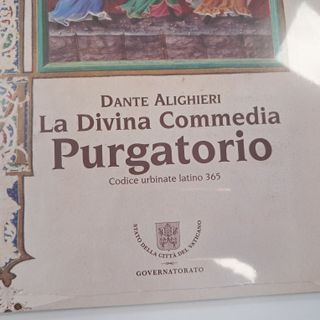 DANTE ALIGHIERI
La Divina Commedia
Purgatorio
Codice urbinate latino 365
STATO DELLA CITTÀ DEL VATICANO
GOVERNATORATO